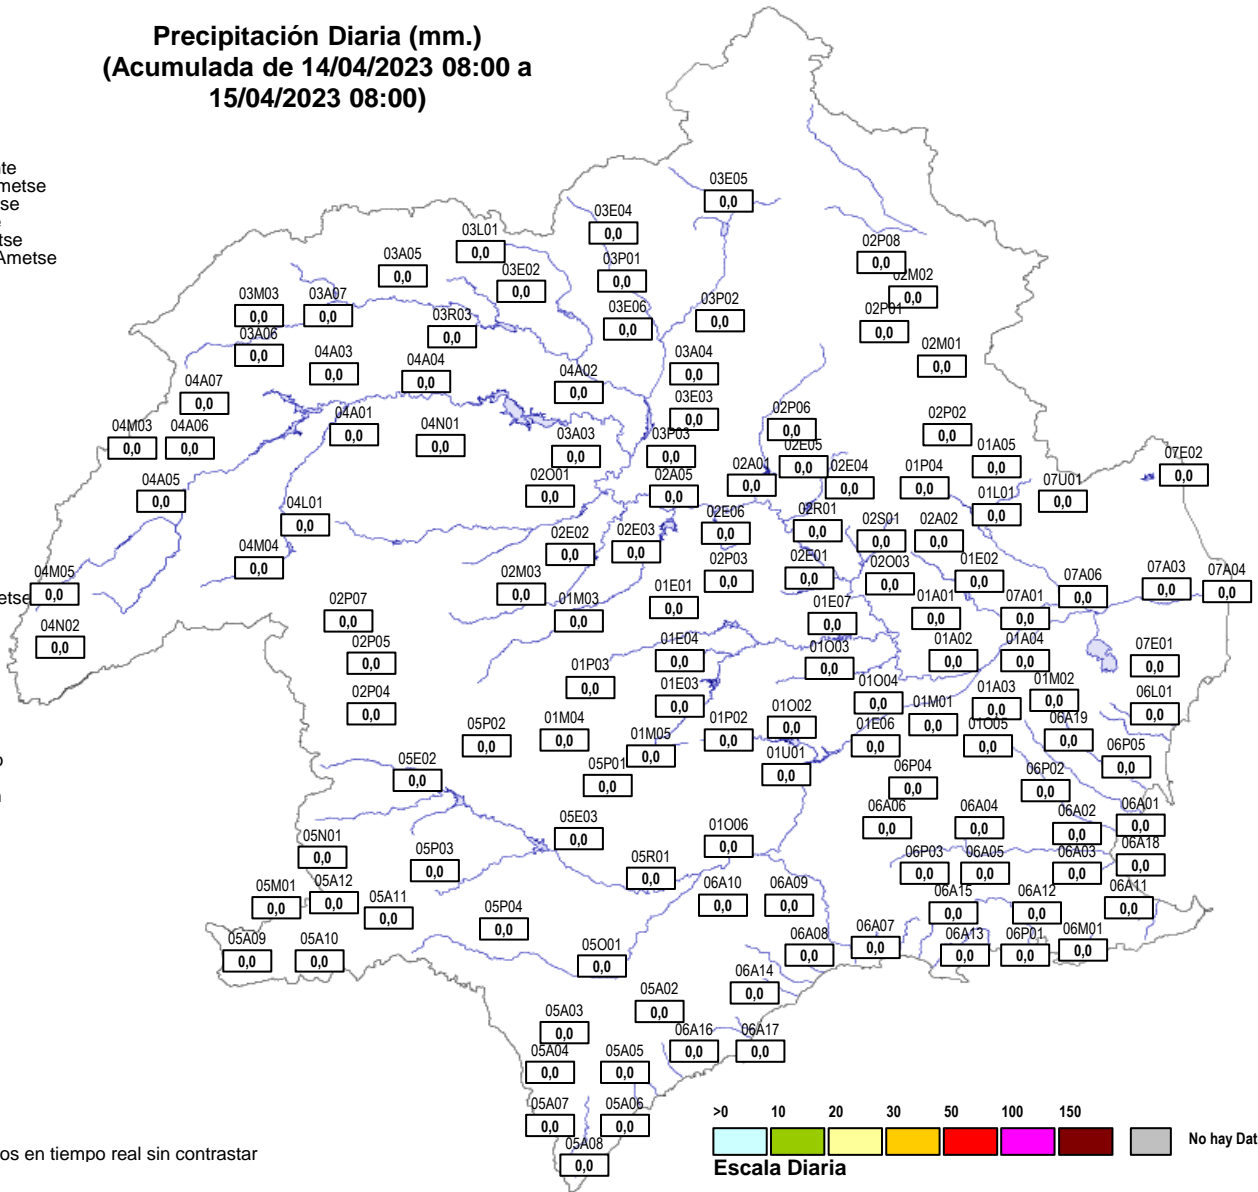 Precipitación Diaria (mm.)
(Acumulada de 14/04/2023 08:00 a
15/04/2023 08:00)
03E05
0,0
03E04
0,0
03L01
0,0
02P08
0,0
03A05
0,0
03P01
0,0
03E02
0,0
02M02
0,0
03M03
0,0
03A07
0,0
03P02
0,0
03E06
0,0
02P01
0,0
03R03
0,0
03A06
0,0
02M01
0,0
04A03
0,0
03A04
0,0
04A04
0,0
04A02
0,0
04A07
0,0
03E03
0,0
02P06
0,0
04A01
0,0
02P02
0,0
04M03
0,0
04A06
0,0
04N01
0,0
03A03
0,0
03P03
0,0
02E05
0,0
01A05
0,0
07E02
0,0
02A01
0,0
02E04
0,0
01P04
0,0
02O01
0,0
02A05
0,0
04A05
0,0
07U01
0,0
01L01
0,0
04L01
0,0
02R01
0,0
02E06
0,0
02S01
0,0
02A02
0,0
02E02
0,0
02E03
0,0
04M04
0,0
02P03
0,0
02E01
0,0
02O03
0,0
01E02
0,0
04M05
0,0
02M03
0,0
07A03
0,0
07A04
0,0
07A06
0,0
01E01
0,0
02P07
0,0
01M03
0,0
01E07
0,0
01A01
0,0
07A01
0,0
04N02
0,0
02P05
0,0
01E04
0,0
01O03
0,0
01A02
0,0
01A04
0,0
07E01
0,0
01P03
0,0
02P04
0,0
01E03
0,0
01O04
0,0
01A03
0,0
01M02
0,0
06L01
0,0
01M01
0,0
01O02
0,0
05P02
0,0
01M04
0,0
01P02
0,0
01E06
0,0
01O05
0,0
06A19
0,0
01M05
0,0
06P05
0,0
01U01
0,0
05E02
0,0
05P01
0,0
06P04
0,0
06P02
0,0
06A01
0,0
06A06
0,0
06A04
0,0
06A02
0,0
05E03
0,0
01O06
0,0
05N01
0,0
06A18
0,0
05P03
0,0
05R01
0,0
06P03
0,0
06A05
0,0
06A03
0,0
05M01
0,0
05A12
0,0
05A11
0,0
06A10
0,0
06A09
0,0
06A15
0,0
06A12
0,0
06A11
0,0
05P04
0,0
05A09
0,0
05A10
0,0
05O01
0,0
06A08
0,0
06A07
0,0
06A13
0,0
06P01
0,0
06M01
0,0
06A14
0,0
05A02
0,0
05A03
0,0
06A16
0,0
06A17
0,0
05A04
0,0
05A05
0,0
05A07
0,0
05A06
0,0
05A08
0,0
>0 10 20 30 50 100 150
No hay Dat
Escala Diaria
os en tiempo real sin contrastar